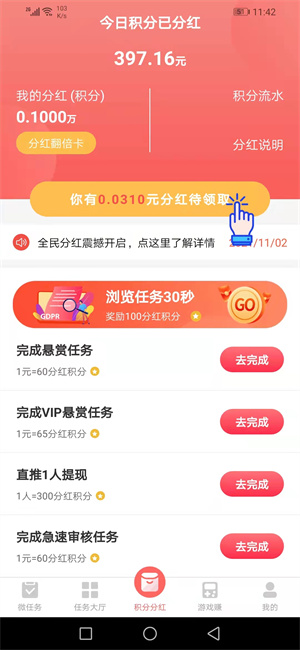 2G 103 K/s 11:42
今日积分已分红
397.16元
我的分红 (积分) 积分流水
0.1000万
分红翻倍卡 分红说明
你有0.0310元分红待领取
全民分红震撼开启，点这里了解详情 2021/11/02
浏览任务30秒
GDPR 奖励100分红积分 GO
完成悬赏任务
1元=60分红积分 去完成
完成VIP悬赏任务
1元=65分红积分 去完成
直推1人提现
1人=300分红积分 去完成
完成急速审核任务
1元=60分红积分 去完成
微任务 任务大厅 积分分红 游戏赚 我的